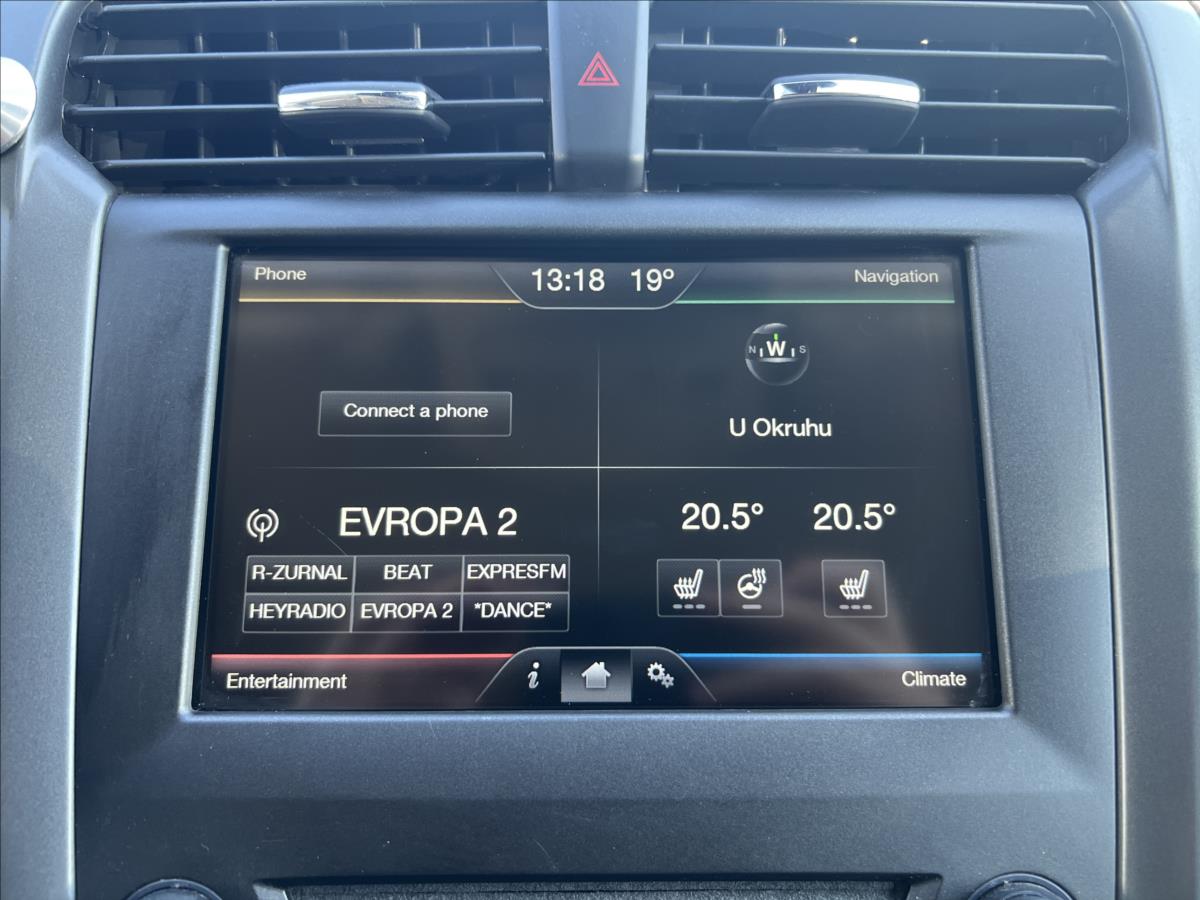 Phone
13:18 19°
Navigation
N W S
Connect a phone
U Okruhu
EVROPA 2
R-ZURNAL BEAT EXPRESFM
HEYRADIO EVROPA 2 *DANCE*
20.5° 20.5°
Entertainment
i
Climate